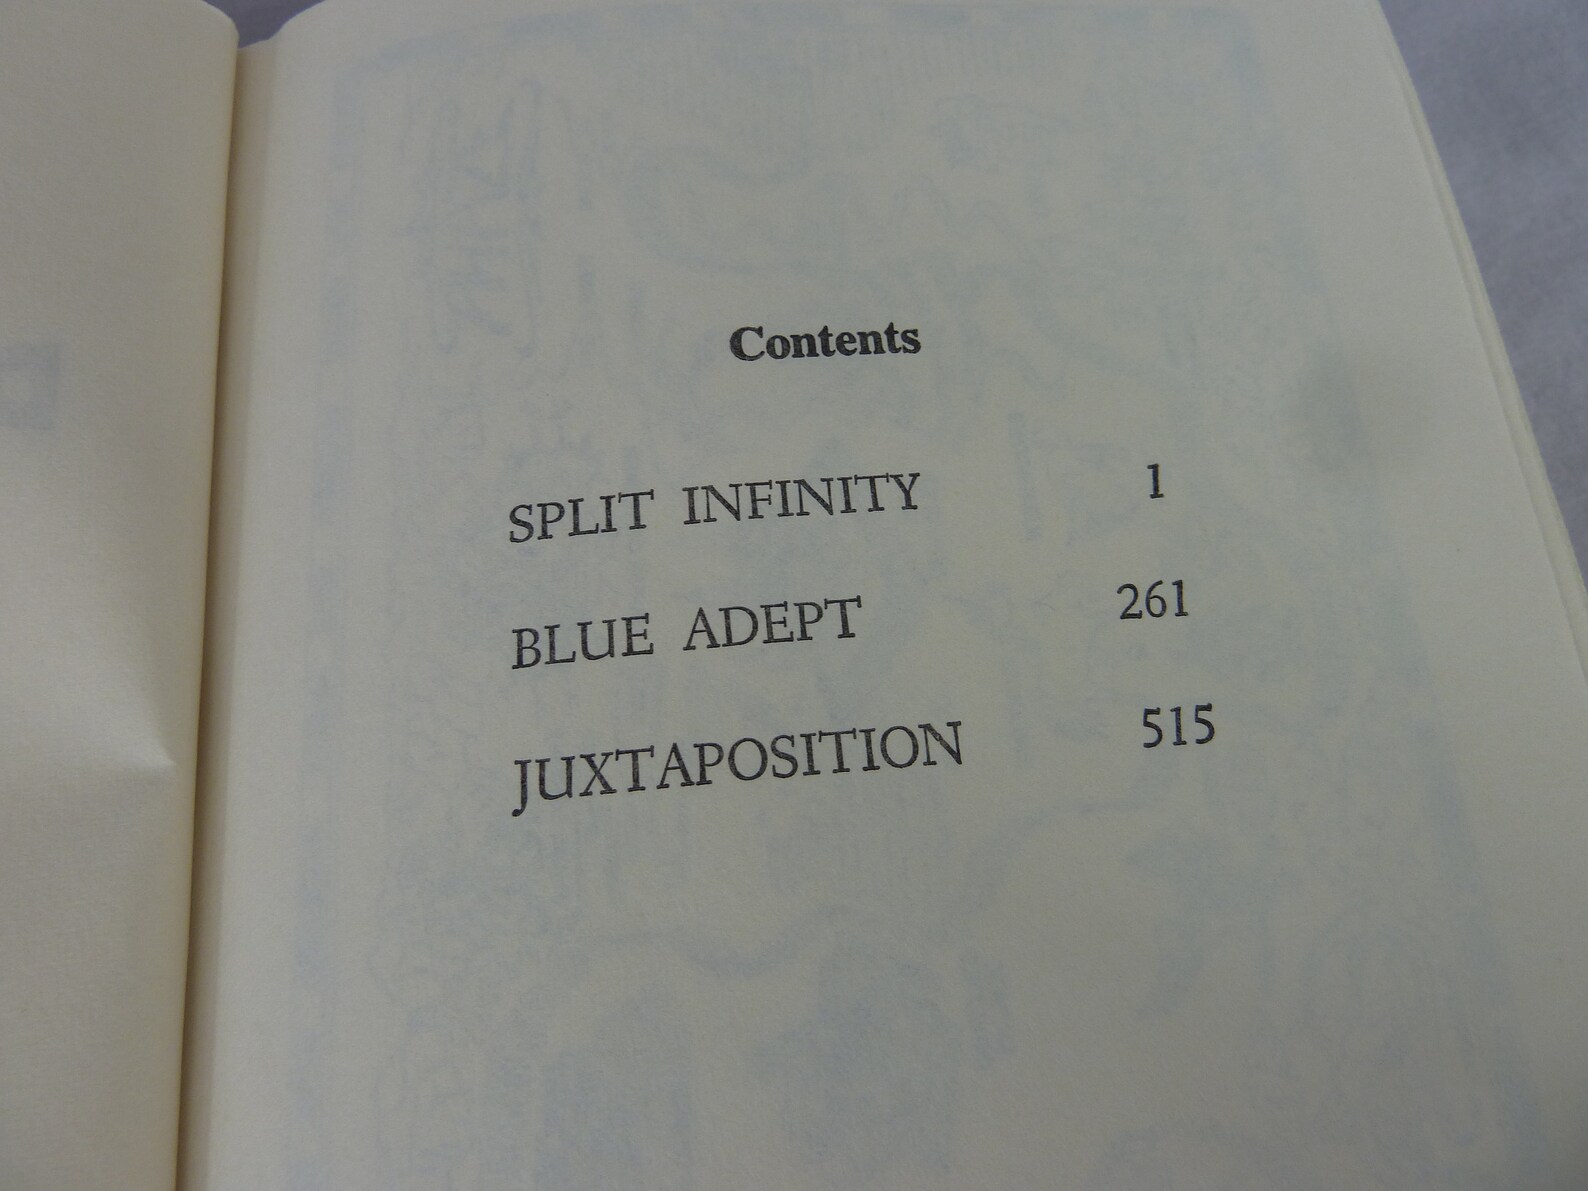 Contents
SPLIT INFINITY 1
BLUE ADEPT 261
JUXTAPOSITION 515